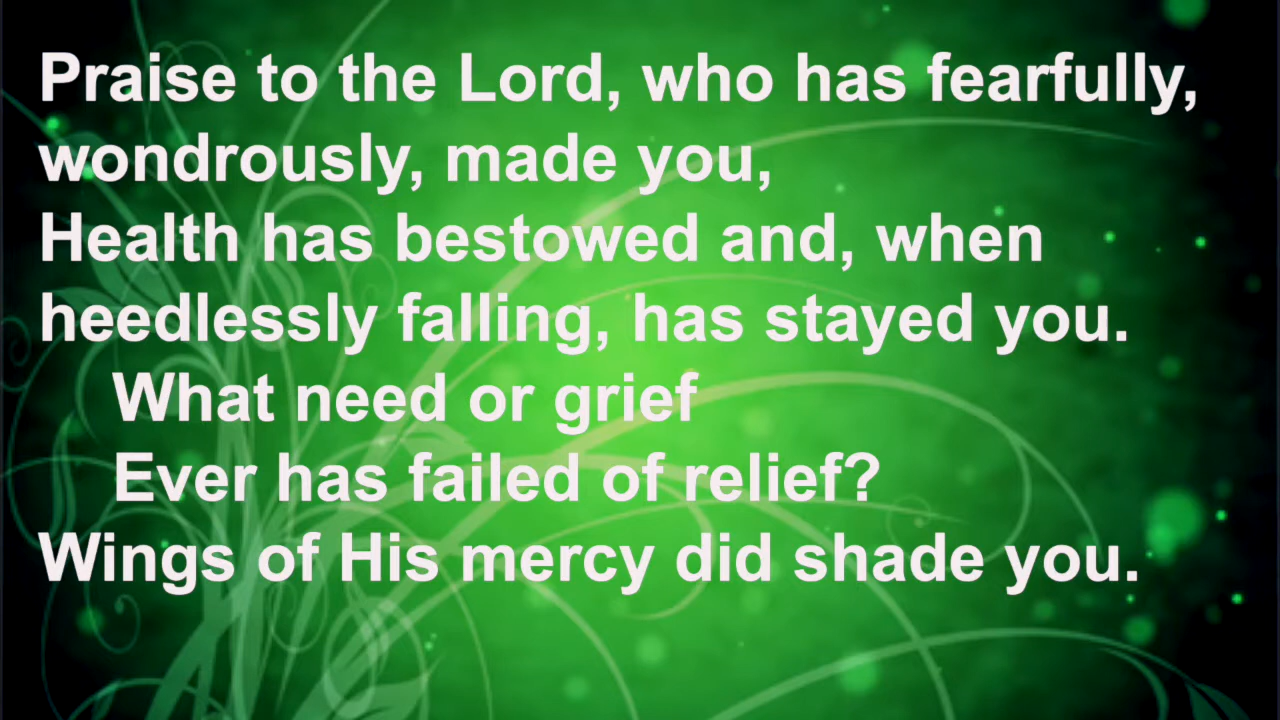 Praise to the Lord, who has fearfully,
wondrously, made you,
Health has bestowed and, when
heedlessly falling, has stayed you.
What need or grief
Ever has failed of relief?
Wings of His mercy did shade you.